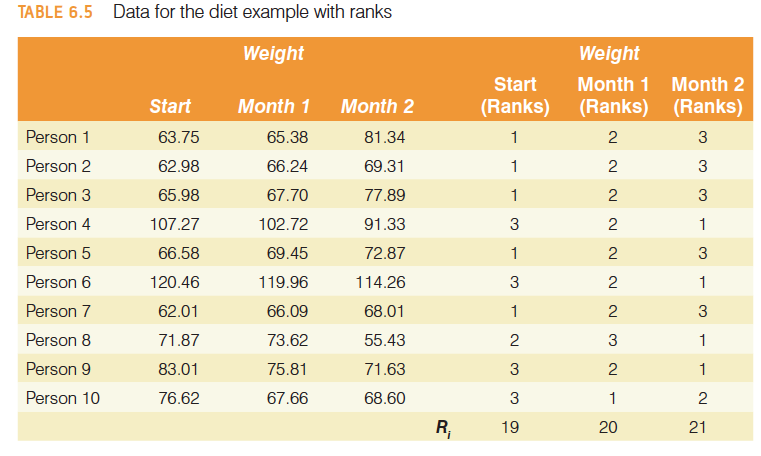 TABLE 6.5 Data for the diet example with ranks
Weight Weight
Start Month 1 Month 2 Start (Ranks) Month 1 (Ranks) Month 2 (Ranks)
Person 1 63.75 65.38 81.34 1 2 3
Person 2 62.98 66.24 69.31 1 2 3
Person 3 65.98 67.70 77.89 1 2 3
Person 4 107.27 102.72 91.33 3 2 1
Person 5 66.58 69.45 72.87 1 2 3
Person 6 120.46 119.96 114.26 3 2 1
Person 7 62.01 66.09 68.01 1 2 3
Person 8 71.87 73.62 55.43 2 3 1
Person 9 83.01 75.81 71.63 3 2 1
Person 10 76.62 67.66 68.60 3 1 2
Ri 19 20 21